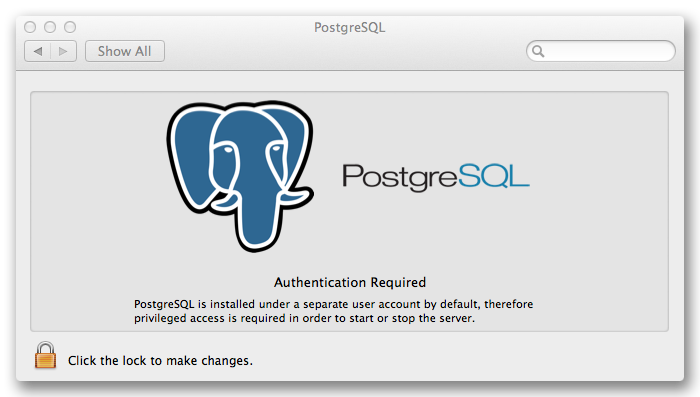 PostgreSQL
Show All
PostgreSQL
Authentication Required
PostgreSQL is installed under a separate user account by default, therefore
privileged access is required in order to start or stop the server.
Click the lock to make changes.